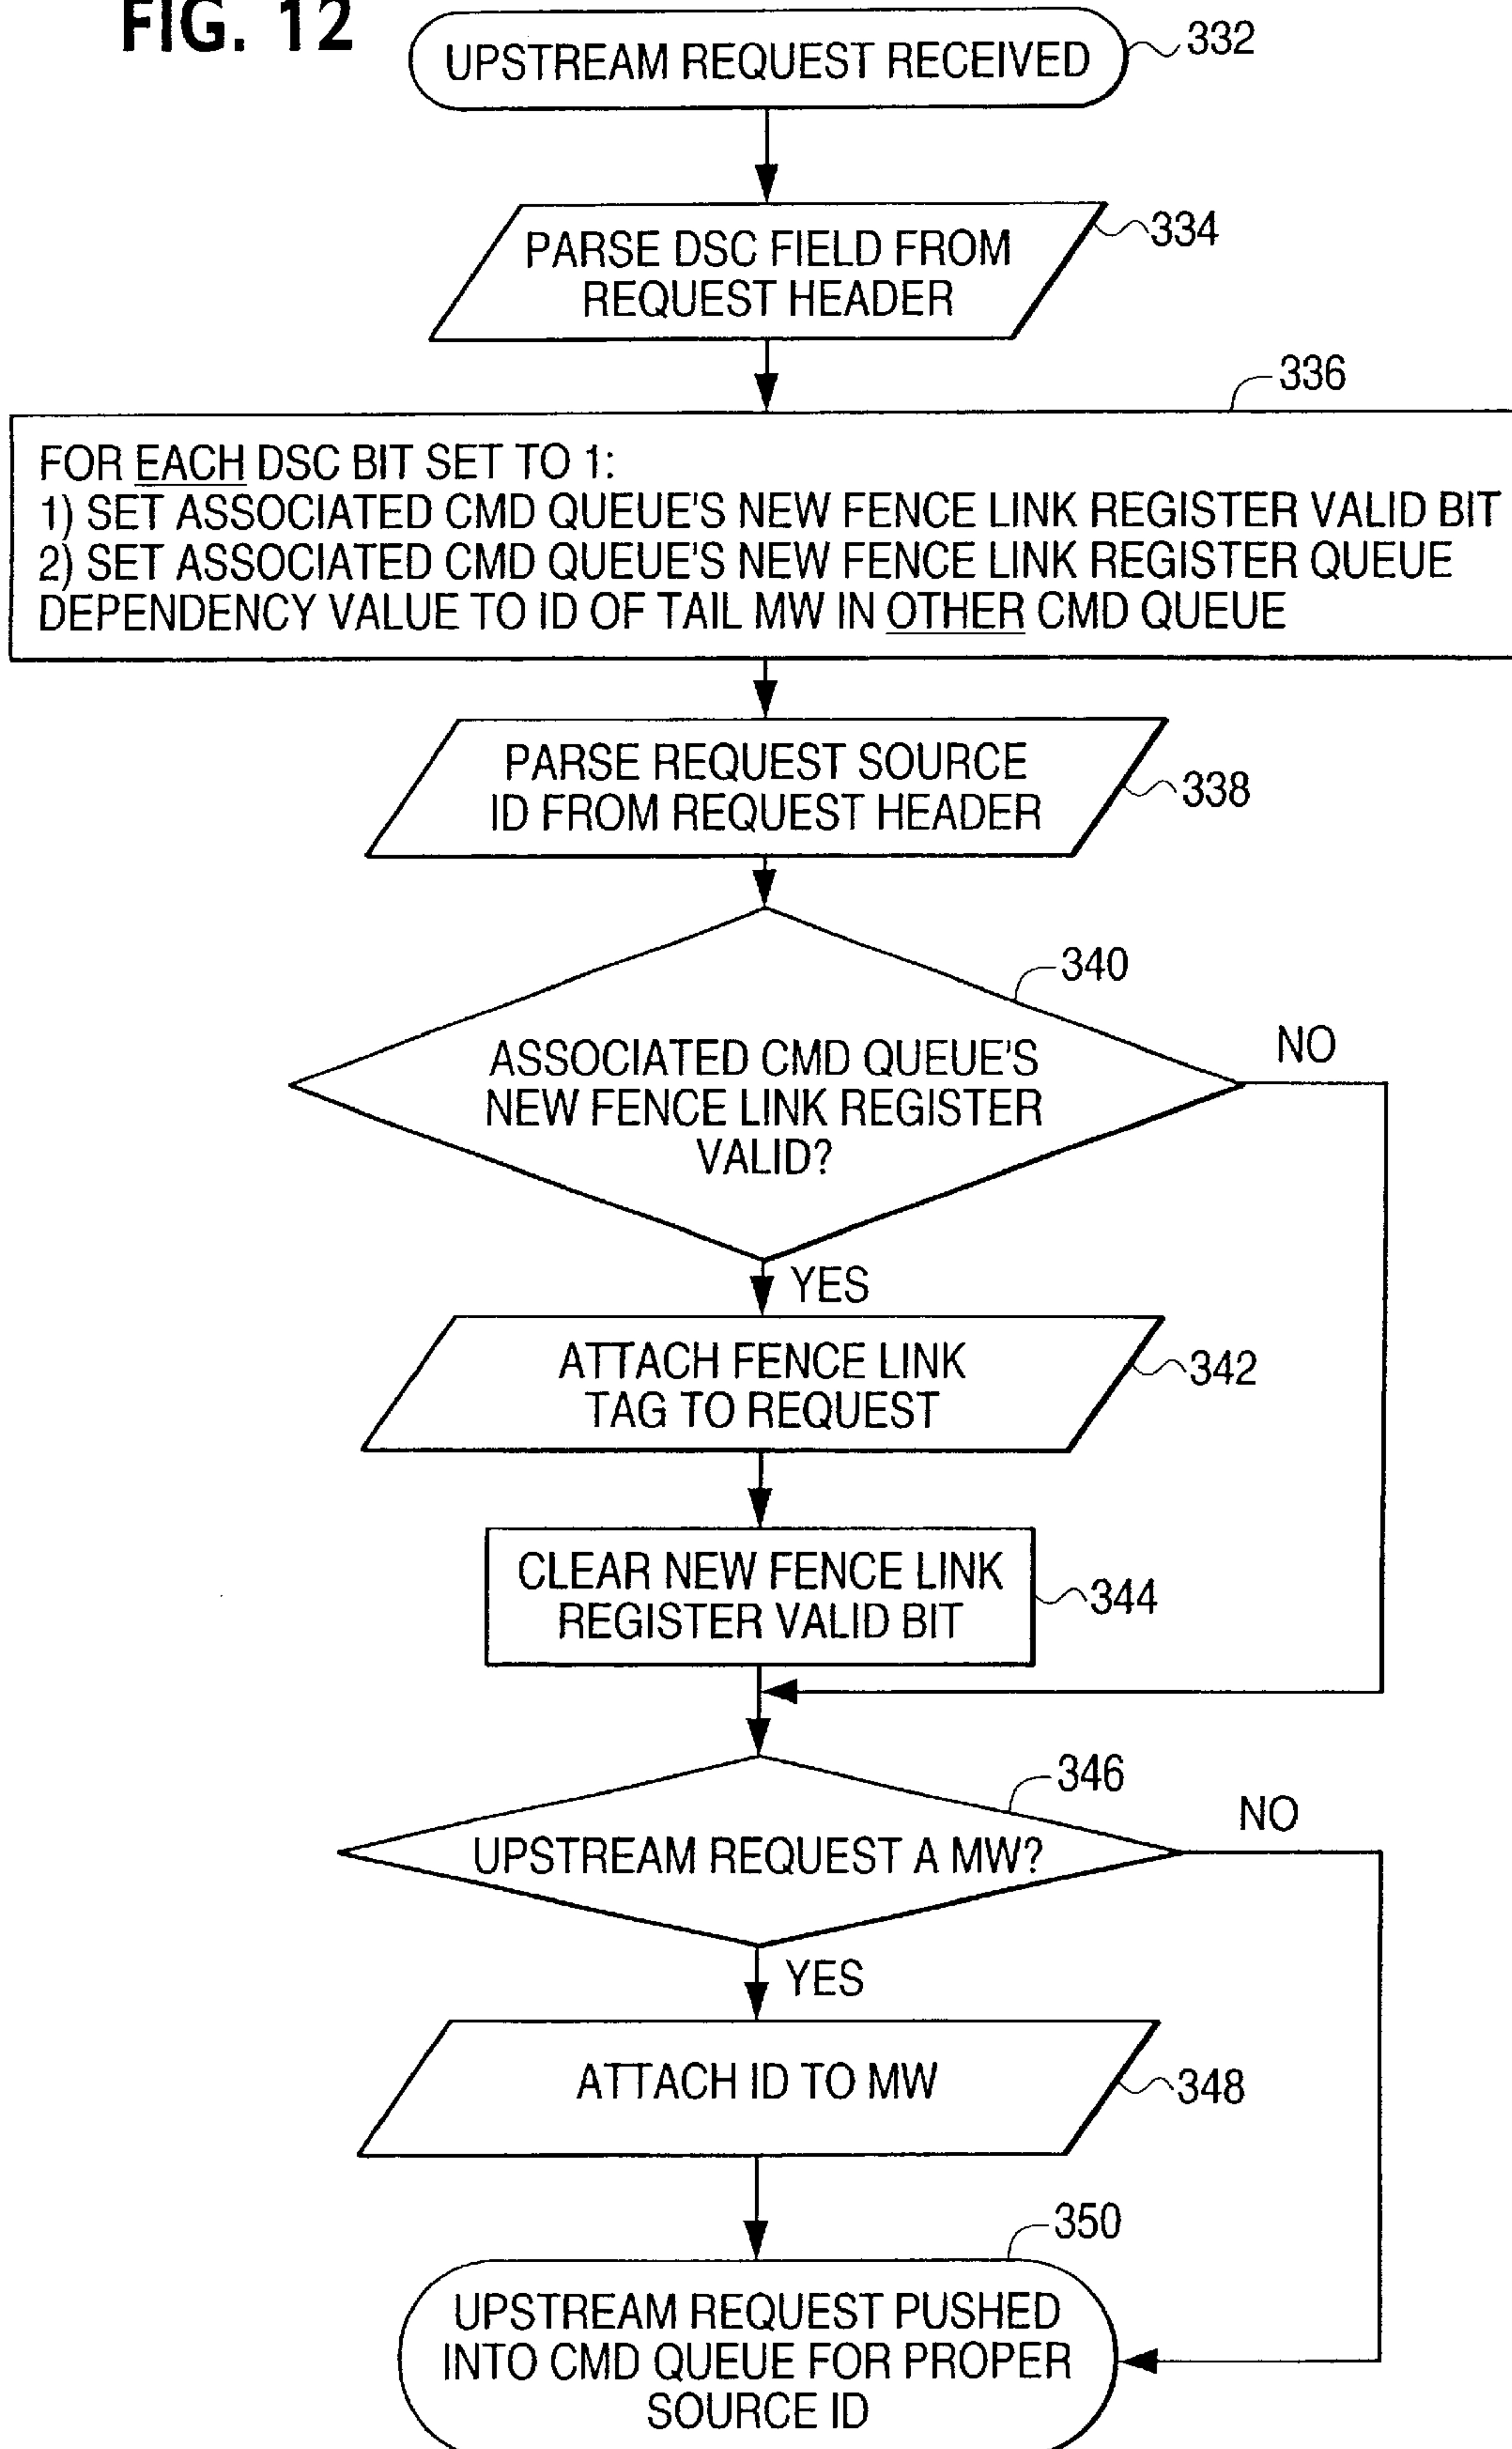 FIG. 12
UPSTREAM REQUEST RECEIVED
332
PARSE DSC FIELD FROM
REQUEST HEADER
334
336
FOR EACH DSC BIT SET TO 1:
1) SET ASSOCIATED CMD QUEUE'S NEW FENCE LINK REGISTER VALID BIT
2) SET ASSOCIATED CMD QUEUE'S NEW FENCE LINK REGISTER QUEUE
DEPENDENCY VALUE TO ID OF TAIL MW IN OTHER CMD QUEUE
PARSE REQUEST SOURCE
ID FROM REQUEST HEADER
338
340
ASSOCIATED CMD QUEUE'S
NEW FENCE LINK REGISTER
VALID?
NO
YES
ATTACH FENCE LINK
TAG TO REQUEST
342
CLEAR NEW FENCE LINK
REGISTER VALID BIT
344
346
UPSTREAM REQUEST A MW?
NO
YES
ATTACH ID TO MW
348
350
UPSTREAM REQUEST PUSHED
INTO CMD QUEUE FOR PROPER
SOURCE ID